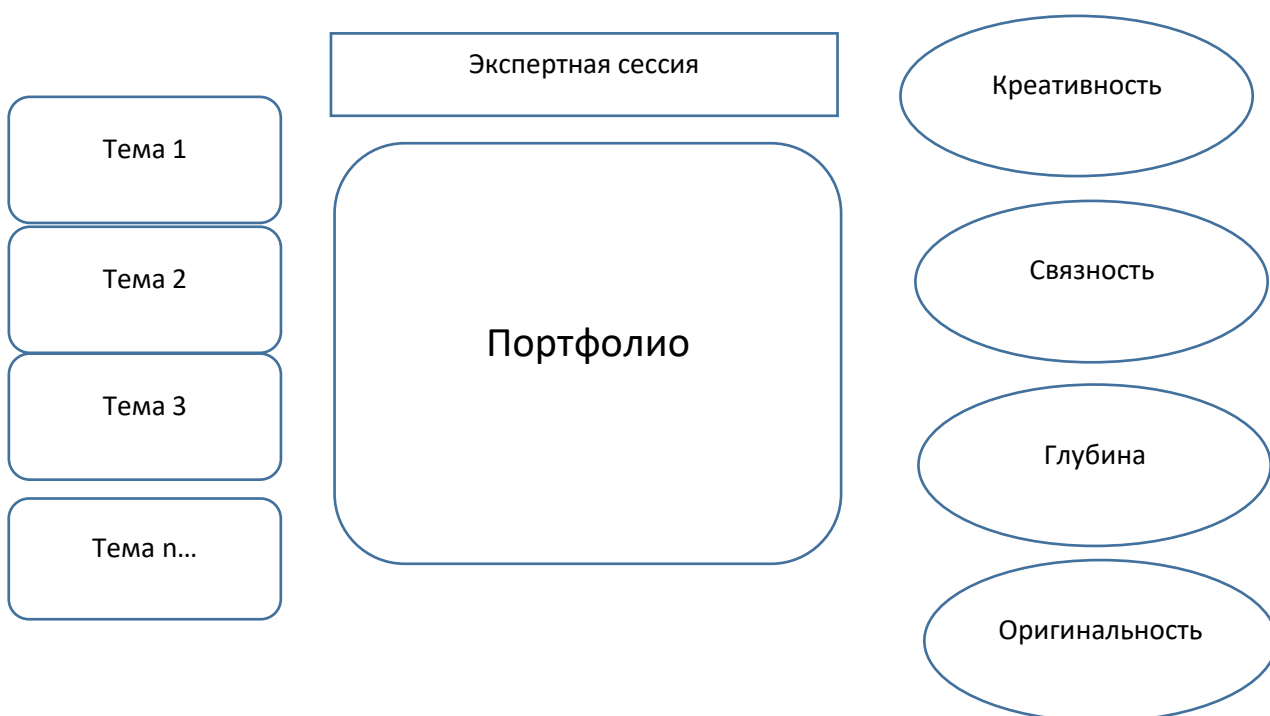 Экспертная сессия
Тема 1
Тема 2
Тема 3
Тема n…
Портфолио
Креативность
Связность
Глубина
Оригинальность